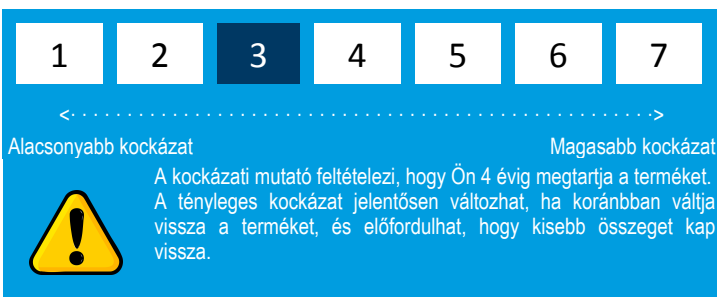 1 2 3 4 5 6 7
<· · · · · · · · · · · · · · · · · · · · · · · · · · · · · · · · · · · · · · · · · · · · · · · · · · · ·>
Alacsonyabb kockázat Magasabb kockázat
A kockázati mutató feltételezi, hogy Ön 4 évig megtartja a terméket.
A tényleges kockázat jelentősen változhat, ha koránbban váltja
vissza a terméket, és előfordulhat, hogy kisebb összeget kap
vissza.